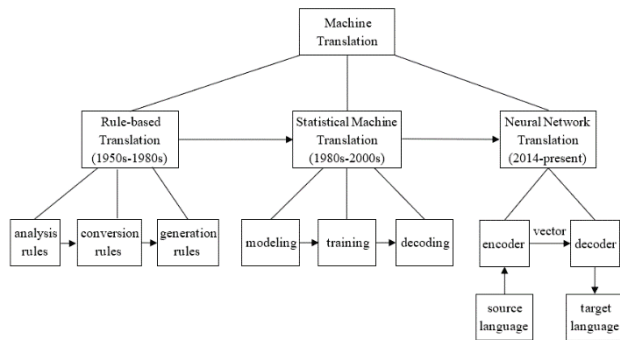 Machine
Translation
Rule-based
Translation
(1950s-1980s)
Statistical Machine
Translation
(1980s-2000s)
Neural Network
Translation
(2014-present)
analysis
rules
conversion
rules
generation
rules
modeling
training
decoding
encoder
vector
decoder
source
language
target
language